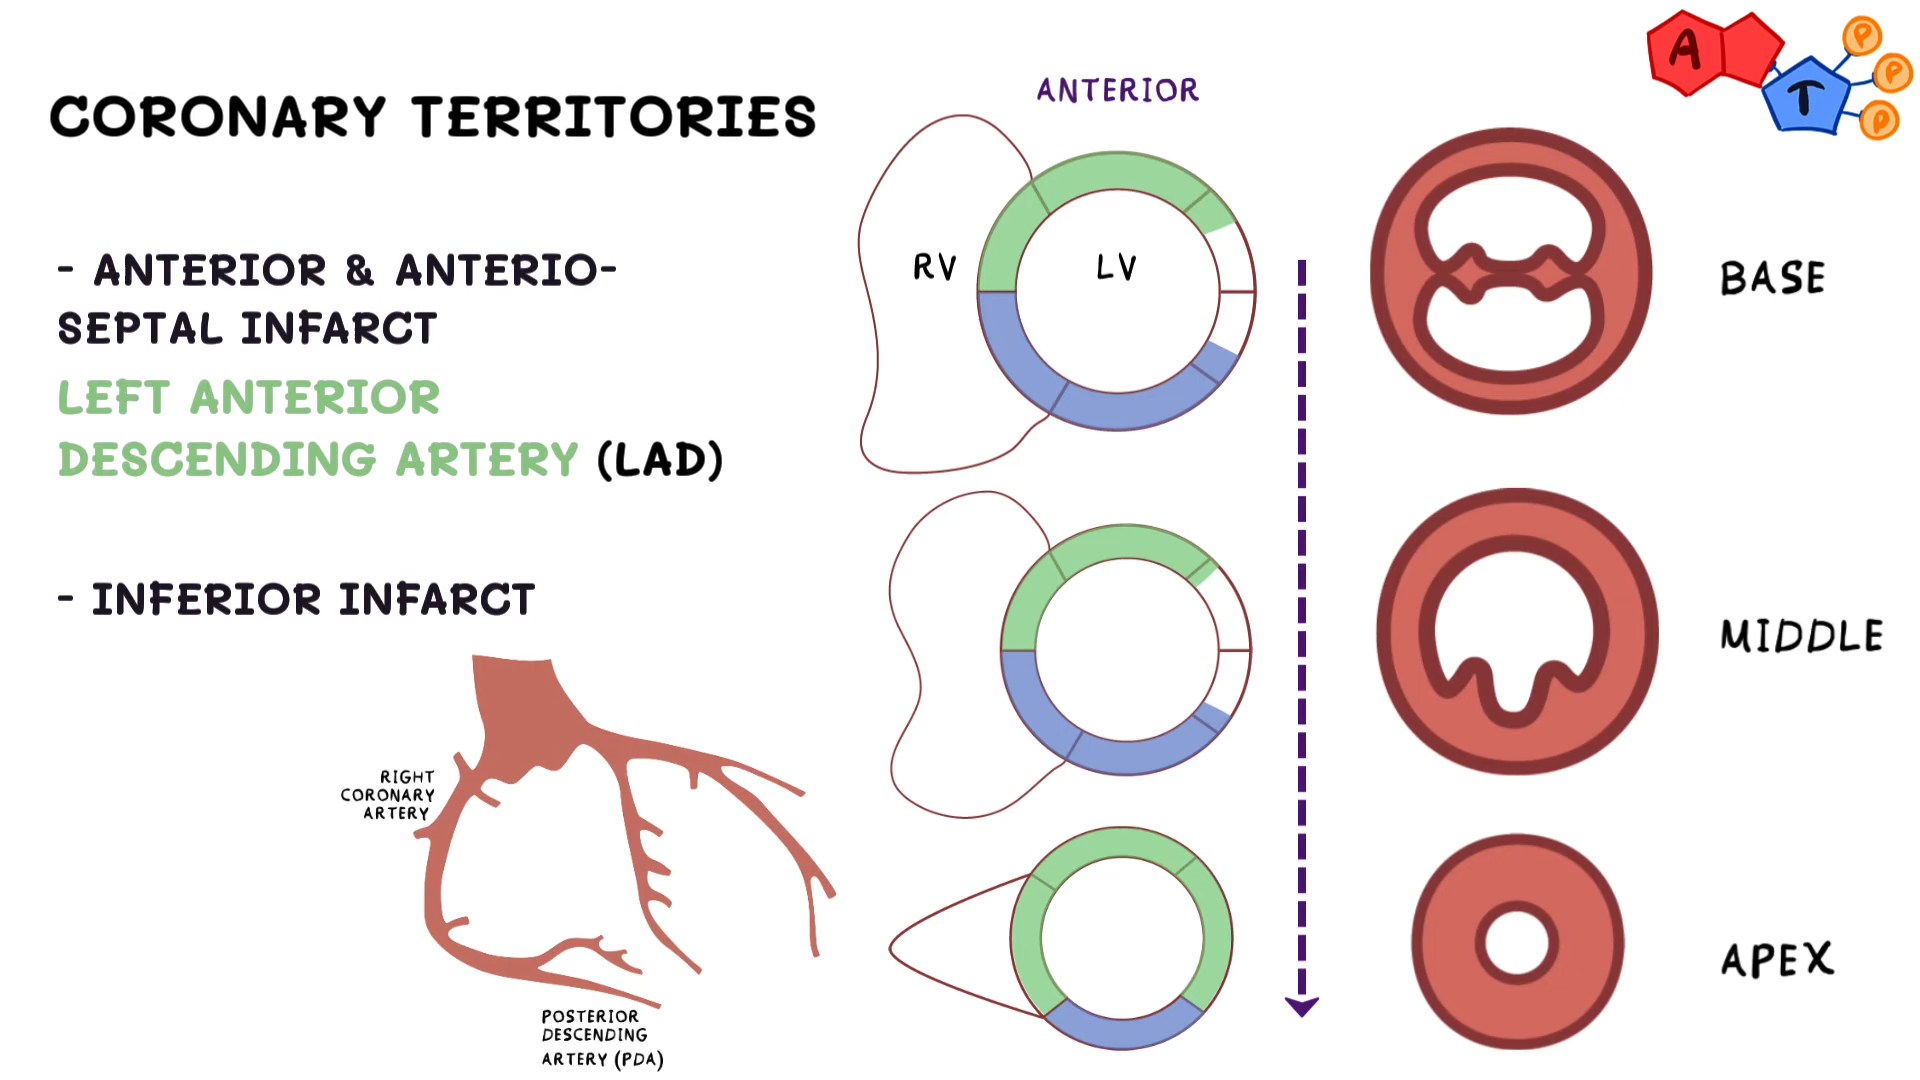 CORONARY TERRITORIES
- ANTERIOR & ANTERIO-
SEPTAL INFARCT
LEFT ANTERIOR
DESCENDING ARTERY (LAD)
- INFERIOR INFARCT
RIGHT
CORONARY
ARTERY
POSTERIOR
DESCENDING
ARTERY (PDA)
ANTERIOR
RV
LV
BASE
MIDDLE
APEX
A
T
P
P
P